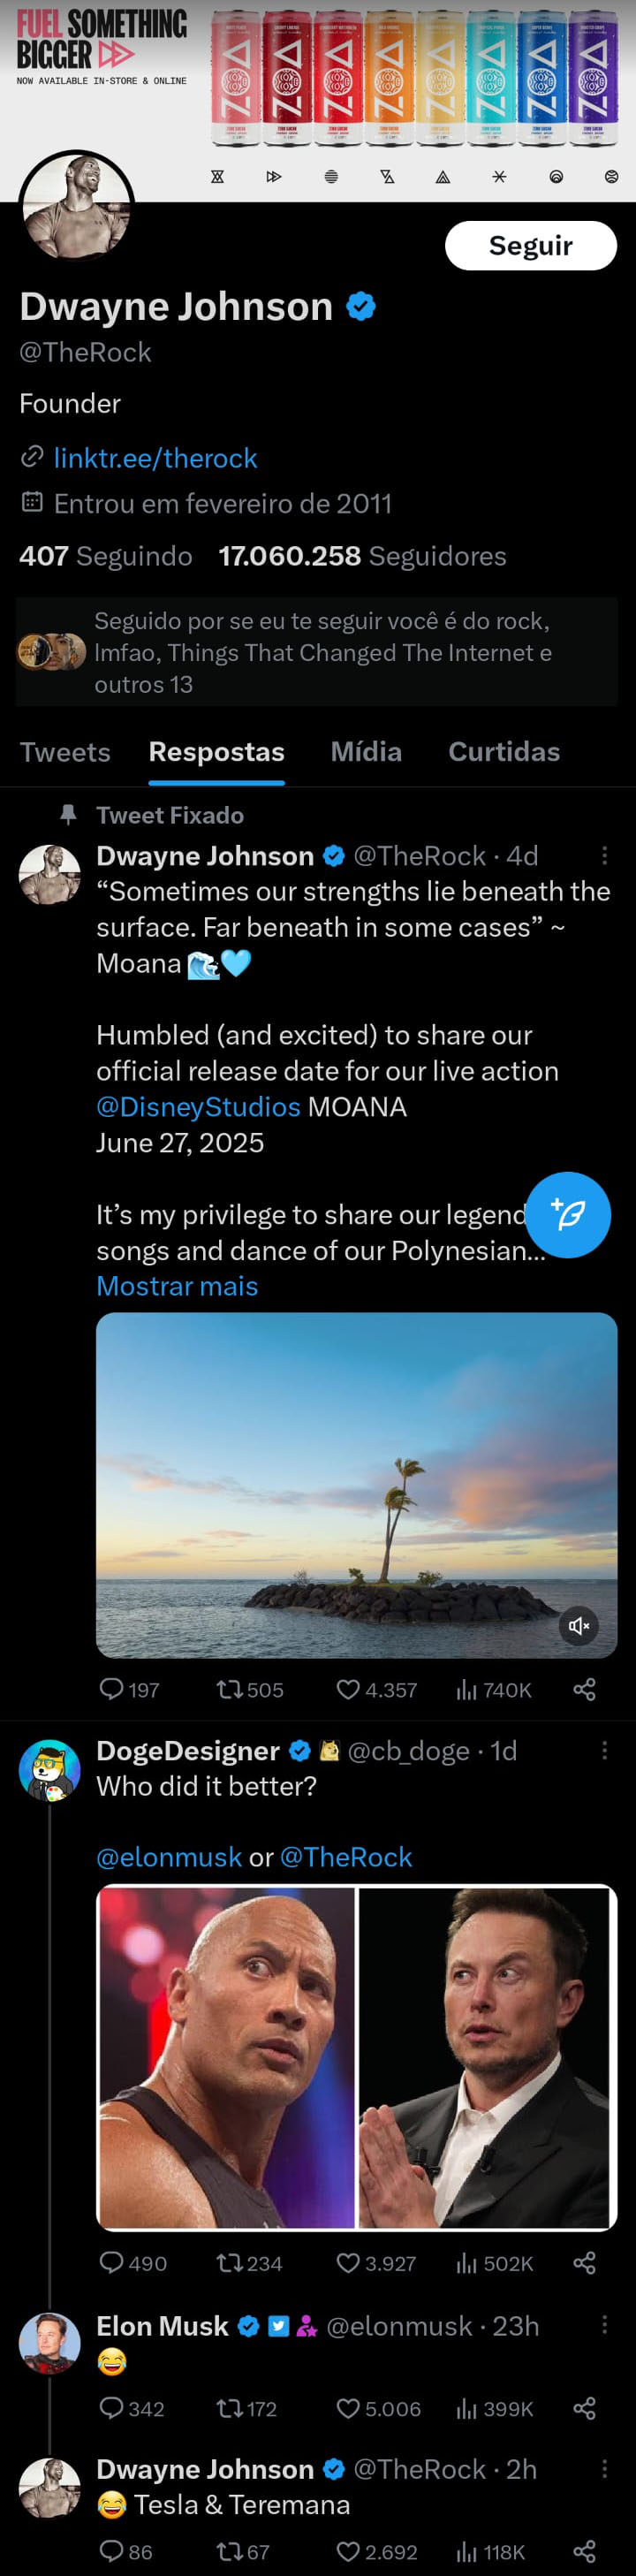 FUEL SOMETHING
BIGGER
NOW AVAILABLE IN-STORE & ONLINE
ZOA ZOA ZOA ZOA ZOA ZOA ZOA ZOA
Seguir
Dwayne Johnson
@TheRock
Founder
linktr.ee/therock
Entrou em fevereiro de 2011
407 Seguindo 17.060.258 Seguidores
Seguido por se eu te seguir você é do rock,
lmfao, Things That Changed The Internet e
outros 13
Tweets Respostas Mídia Curtidas
Tweet Fixado
Dwayne Johnson @TheRock · 4d
“Sometimes our strengths lie beneath the
surface. Far beneath in some cases” ~
Moana 🌊🩵
Humbled (and excited) to share our
official release date for our live action
@DisneyStudios MOANA
June 27, 2025
It’s my privilege to share our legend
songs and dance of our Polynesian...
Mostrar mais
197 505 4.357 740K
DogeDesigner @cb_doge · 1d
Who did it better?
@elonmusk or @TheRock
490 234 3.927 502K
Elon Musk @elonmusk · 23h
😂
342 172 5.006 399K
Dwayne Johnson @TheRock · 2h
😂 Tesla & Teremana
86 67 2.692 118K